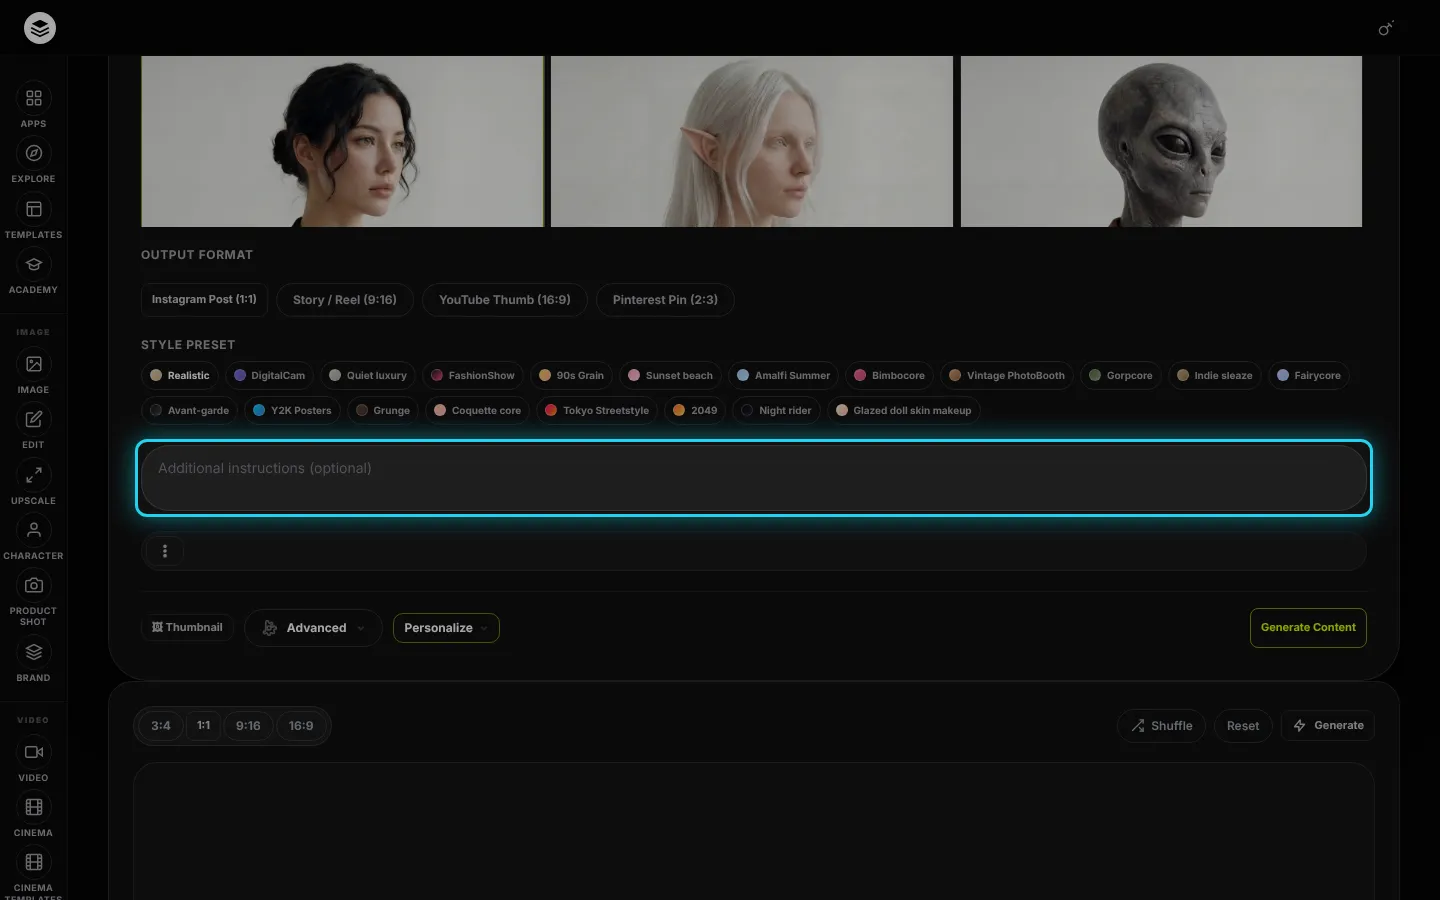 APPS
EXPLORE
TEMPLATES
ACADEMY
IMAGE
IMAGE
EDIT
UPSCALE
CHARACTER
PRODUCT
SHOT
BRAND
VIDEO
VIDEO
CINEMA
CINEMA
TEMPLATES
OUTPUT FORMAT
Instagram Post (1:1) Story / Reel (9:16) YouTube Thumb (16:9) Pinterest Pin (2:3)
STYLE PRESET
Realistic DigitalCam Quiet luxury FashionShow 90s Grain Sunset beach Amalfi Summer Bimbocore Vintage PhotoBooth Gorpcore Indie sleaze Fairycore
Avant-garde Y2K Posters Grunge Coquette core Tokyo Streetstyle 2049 Night rider Glazed doll skin makeup
Additional instructions (optional)
Thumbnail Advanced Personalize Generate Content
3:4 1:1 9:16 16:9 Shuffle Reset Generate